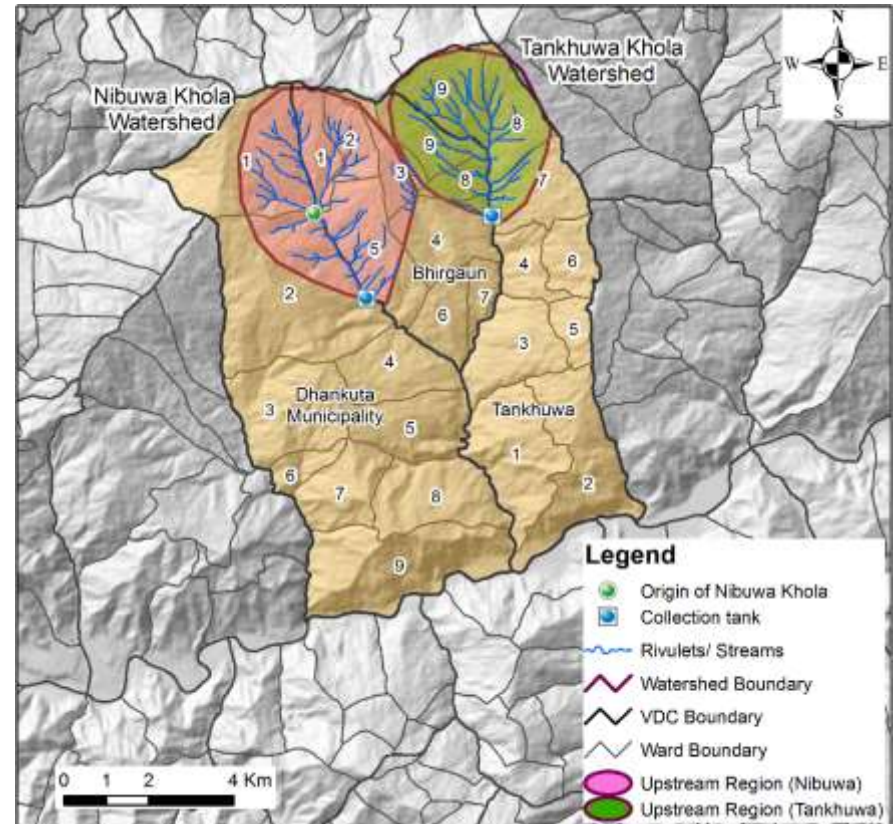 N
W E
S
Tankhuwa Khola
Watershed
Nibuwa Khola
Watershed
9
8
1
1
2
9
3
8
7
5
4
Bhirgaun
4
6
2
7
6
3
5
4
Dhankuta
Municipality
3
5
Tankhuwa
1
6
7
8
2
9
Legend
Origin of Nibuwa Khola
Collection tank
Rivulets/ Streams
Watershed Boundary
VDC Boundary
Ward Boundary
Upstream Region (Nibuwa)
Upstream Region (Tankhuwa)
0 1 2 4 Km